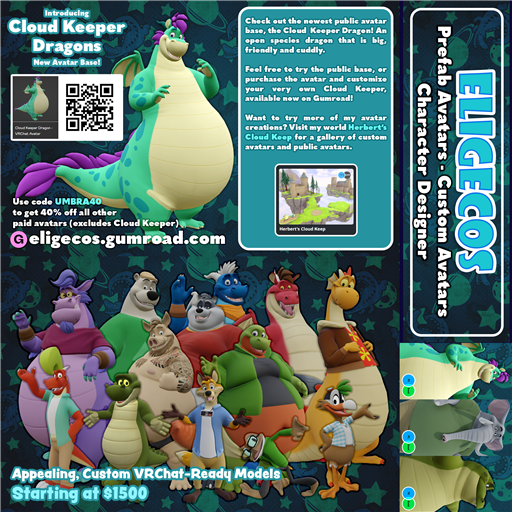 Introducing
Cloud Keeper
Dragons
New Avatar Base!
Cloud Keeper Dragon -
VRChat Avatar
Use code UMBRA40
to get 40% off all other
paid avatars (excludes Cloud Keeper)
G eligecos.gumroad.com
Check out the newest public avatar
base, the Cloud Keeper Dragon! An
open species dragon that is big,
friendly and cuddly.
Feel free to try the public base, or
purchase the avatar and customize
your very own Cloud Keeper,
available now on Gumroad!
Want to try more of my avatar
creations? Visit my world Herbert's
Cloud Keep for a gallery of custom
avatars and public avatars.
Herbert's Cloud Keep
ELIGECOS
Prefab Avatars - Custom Avatars
Character Designer
Appealing, Custom VRChat-Ready Models
Starting at $1500